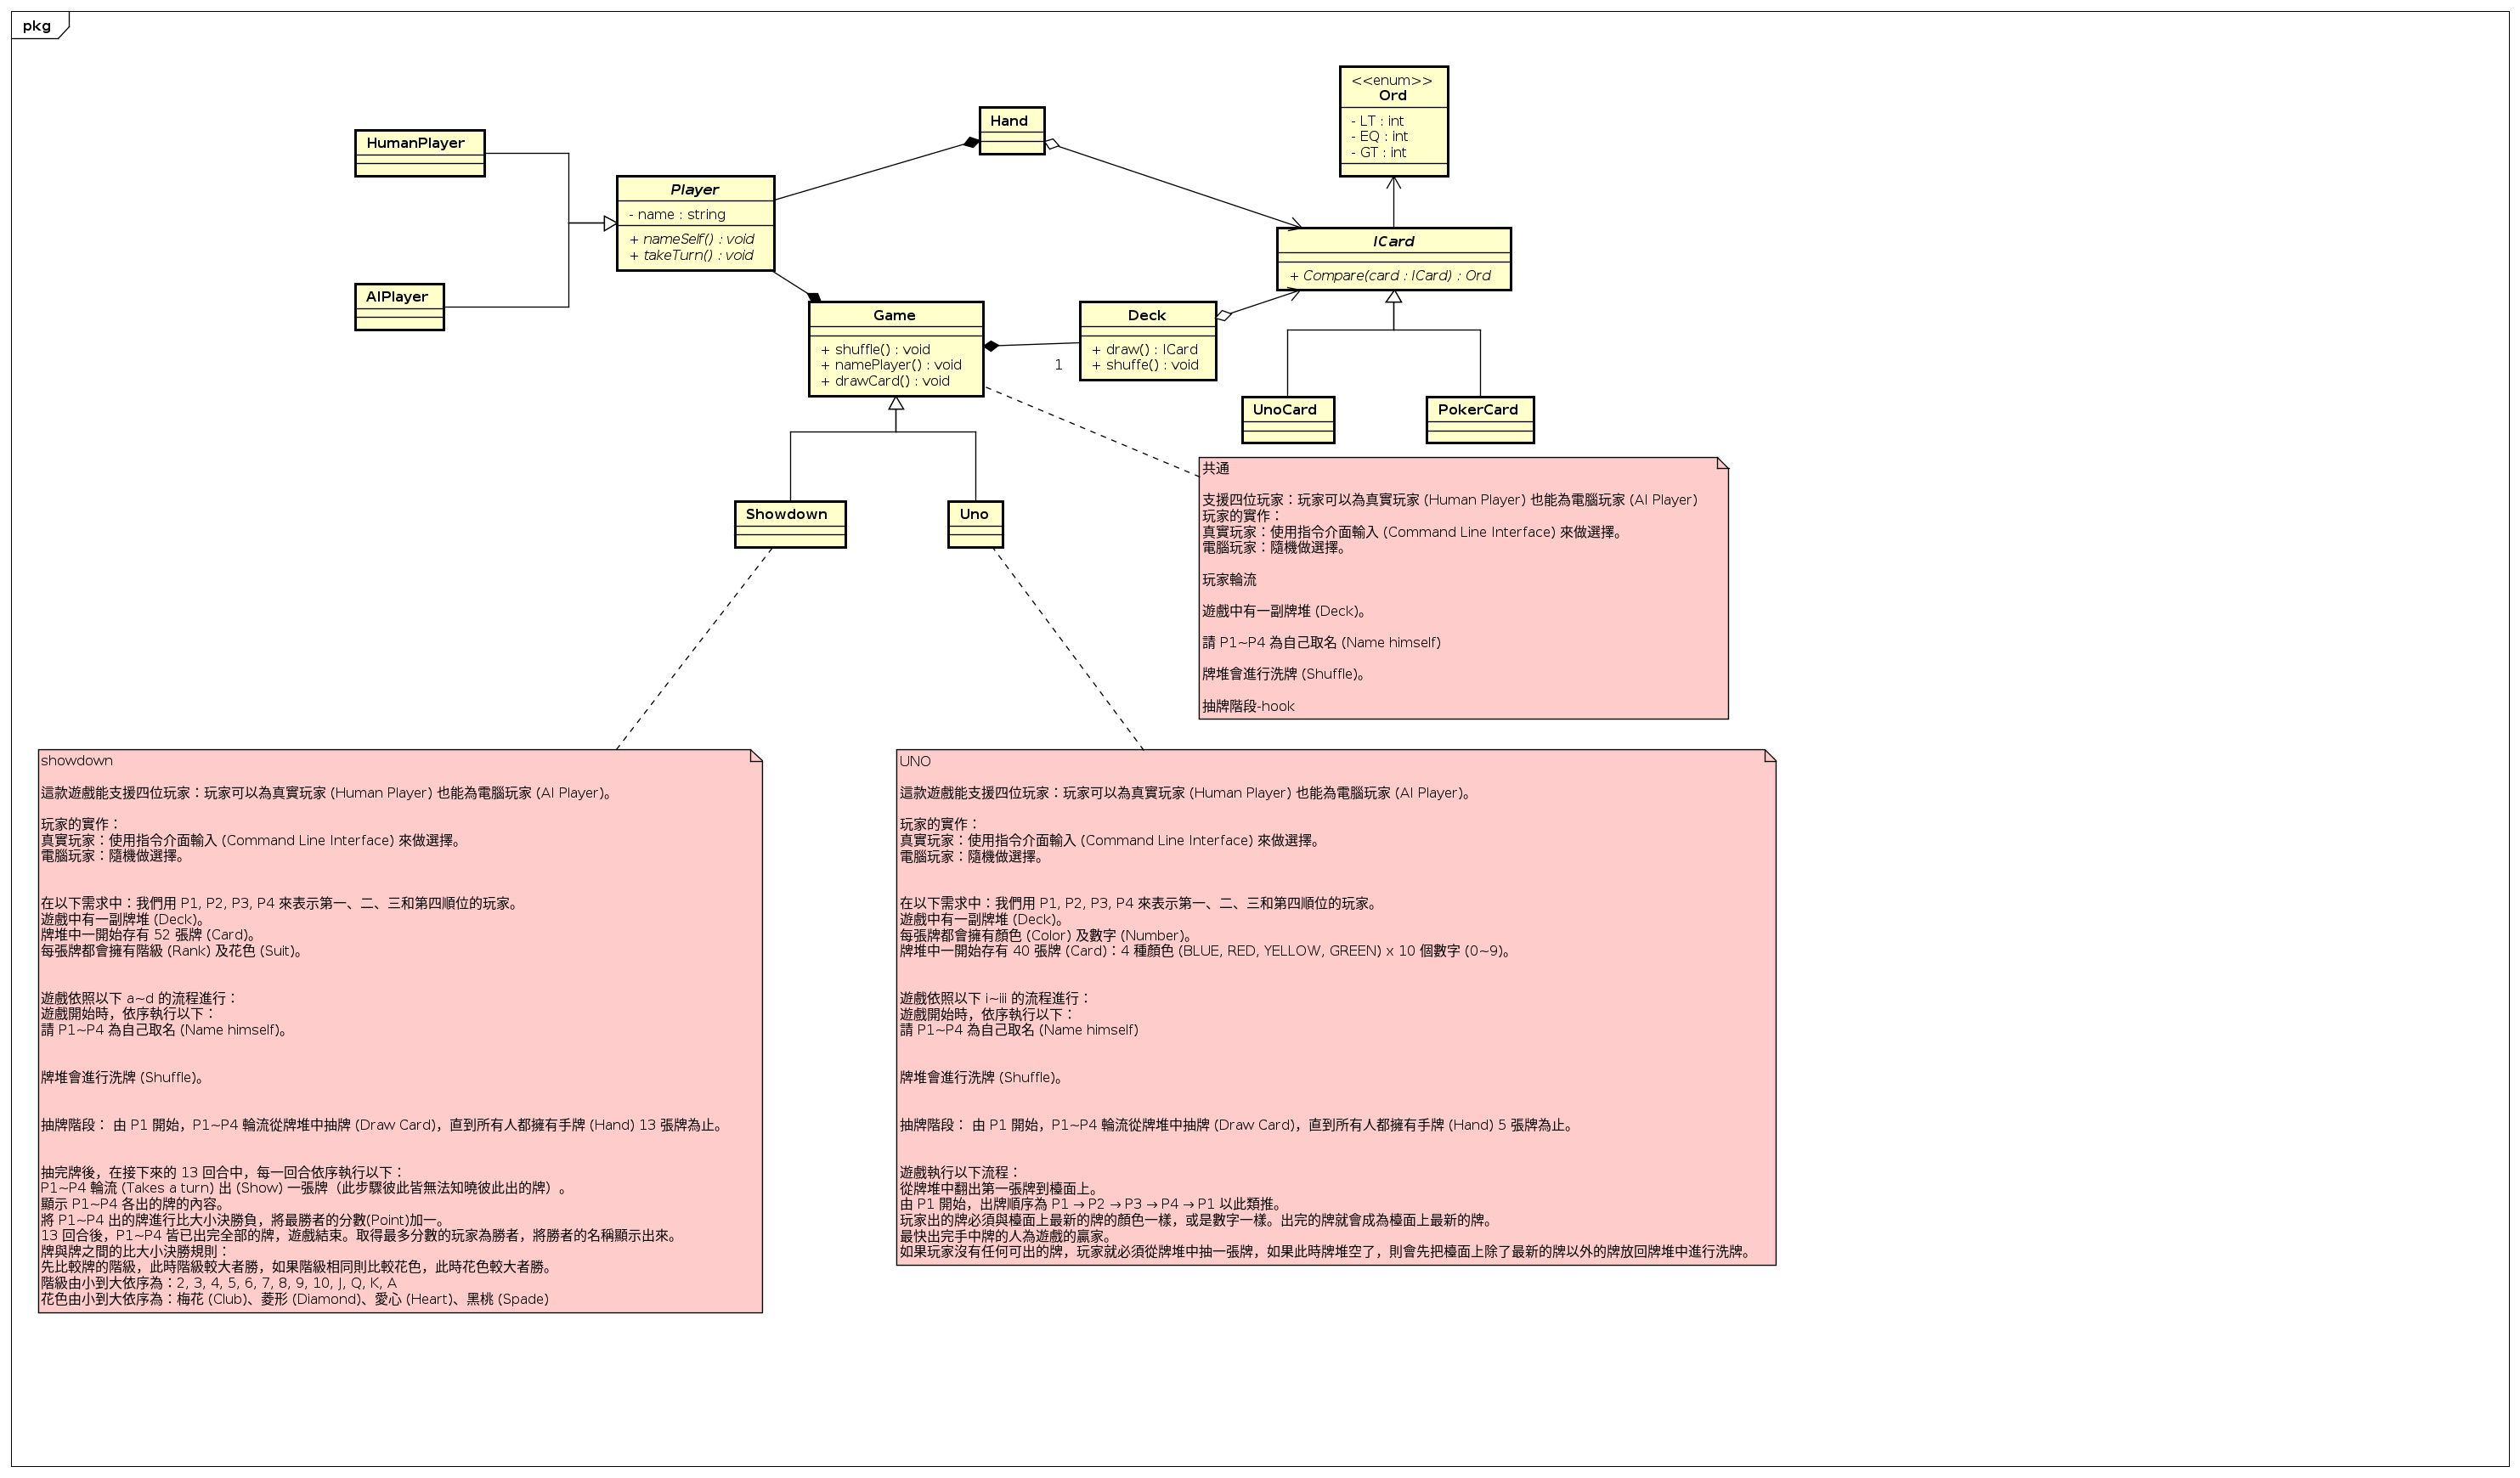 pkg
<<enum>>
Ord
- LT : int
- EQ : int
- GT : int
Hand
HumanPlayer
Player
- name : string
+ nameSelf() : void
+ takeTurn() : void
ICard
+ Compare(card : ICard) : Ord
AIPlayer
Game
+ shuffle() : void
+ namePlayer() : void
+ drawCard() : void
1
Deck
+ draw() : ICard
+ shuffe() : void
UnoCard
PokerCard
Showdown
Uno
共通
支援四位玩家：玩家可以為真實玩家 (Human Player) 也能為電腦玩家 (AI Player)
玩家的實作：
真實玩家：使用指令介面輸入 (Command Line Interface) 來做選擇。
電腦玩家：隨機做選擇。
玩家輪流
遊戲中有一副牌堆 (Deck)。
請 P1~P4 為自己取名 (Name himself)
牌堆會進行洗牌 (Shuffle)。
抽牌階段-hook
showdown
這款遊戲能支援四位玩家：玩家可以為真實玩家 (Human Player) 也能為電腦玩家 (AI Player)。
玩家的實作：
真實玩家：使用指令介面輸入 (Command Line Interface) 來做選擇。
電腦玩家：隨機做選擇。
在以下需求中：我們用 P1, P2, P3, P4 來表示第一、二、三和第四順位的玩家。
遊戲中有一副牌堆 (Deck)。
牌堆中一開始存有 52 張牌 (Card)。
每張牌都會擁有階級 (Rank) 及花色 (Suit)。
遊戲依照以下 a~d 的流程進行：
遊戲開始時，依序執行以下：
請 P1~P4 為自己取名 (Name himself)。
牌堆會進行洗牌 (Shuffle)。
抽牌階段： 由 P1 開始，P1~P4 輪流從牌堆中抽牌 (Draw Card)，直到所有人都擁有手牌 (Hand) 13 張牌為止。
抽完牌後，在接下來的 13 回合中，每一回合依序執行以下：
P1~P4 輪流 (Takes a turn) 出 (Show) 一張牌（此步驟彼此皆無法知曉彼此出的牌）。
顯示 P1~P4 各出的牌的內容。
將 P1~P4 出的牌進行比大小決勝負，將最勝者的分數(Point)加一。
13 回合後，P1~P4 皆已出完全部的牌，遊戲結束。取得最多分數的玩家為勝者，將勝者的名稱顯示出來。
牌與牌之間的比大小決勝規則：
先比較牌的階級，此時階級較大者勝，如果階級相同則比較花色，此時花色較大者勝。
階級由小到大依序為：2, 3, 4, 5, 6, 7, 8, 9, 10, J, Q, K, A
花色由小到大依序為：梅花 (Club)、菱形 (Diamond)、愛心 (Heart)、黑桃 (Spade)
UNO
這款遊戲能支援四位玩家：玩家可以為真實玩家 (Human Player) 也能為電腦玩家 (AI Player)。
玩家的實作：
真實玩家：使用指令介面輸入 (Command Line Interface) 來做選擇。
電腦玩家：隨機做選擇。
在以下需求中：我們用 P1, P2, P3, P4 來表示第一、二、三和第四順位的玩家。
遊戲中有一副牌堆 (Deck)。
每張牌都會擁有顏色 (Color) 及數字 (Number)。
牌堆中一開始存有 40 張牌 (Card)：4 種顏色 (BLUE, RED, YELLOW, GREEN) x 10 個數字 (0~9)。
遊戲依照以下 i~iii 的流程進行：
遊戲開始時，依序執行以下：
請 P1~P4 為自己取名 (Name himself)
牌堆會進行洗牌 (Shuffle)。
抽牌階段： 由 P1 開始，P1~P4 輪流從牌堆中抽牌 (Draw Card)，直到所有人都擁有手牌 (Hand) 5 張牌為止。
遊戲執行以下流程：
從牌堆中翻出第一張牌到檯面上。
由 P1 開始，出牌順序為 P1 → P2 → P3 → P4 → P1 以此類推。
玩家出的牌必須與檯面上最新的牌的顏色一樣，或是數字一樣。出完的牌就會成為檯面上最新的牌。
最快出完手中牌的人為遊戲的贏家。
如果玩家沒有任何可出的牌，玩家就必須從牌堆中抽一張牌，如果此時牌堆空了，則會先把檯面上除了最新的牌以外的牌放回牌堆中進行洗牌。